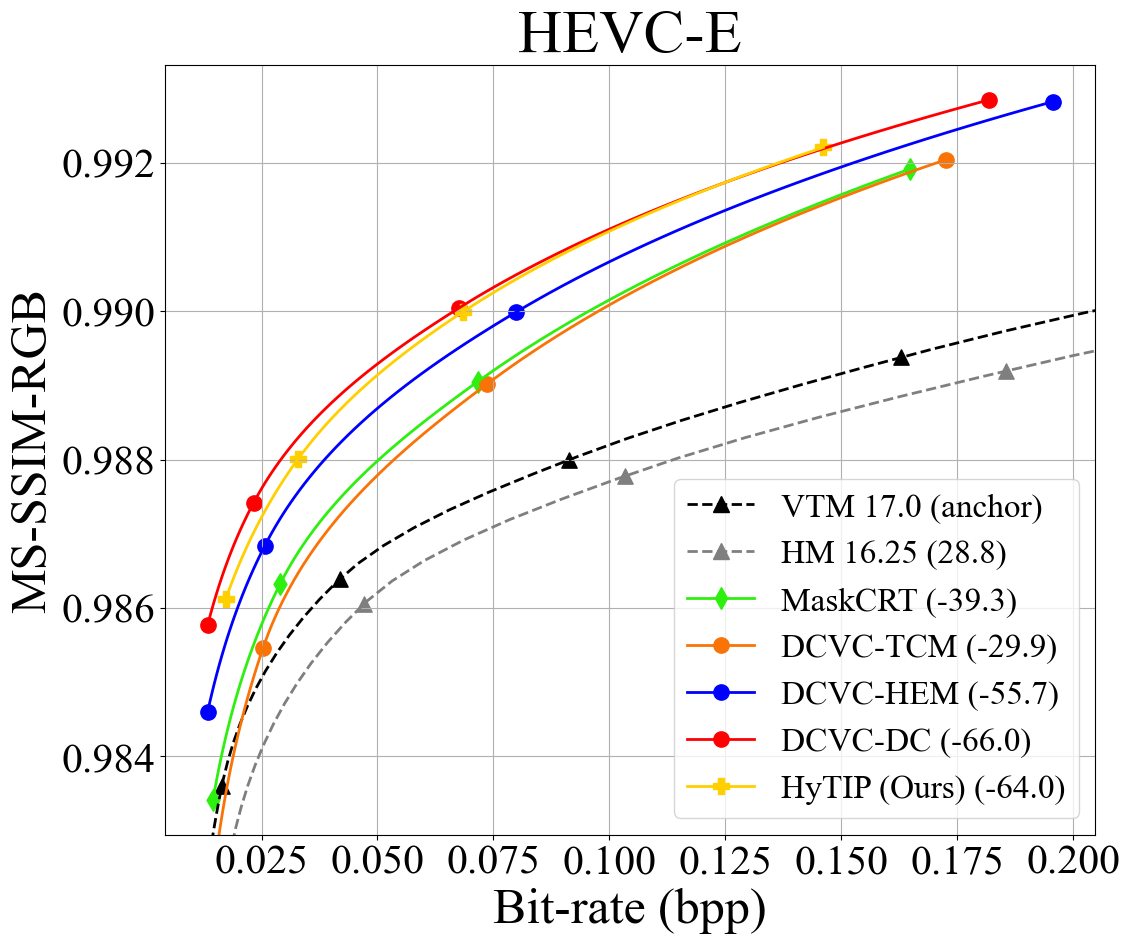 HEVC-E
MS-SSIM-RGB
0.992
0.990
0.988
0.986
0.984
VTM 17.0 (anchor)
HM 16.25 (28.8)
MaskCRT (-39.3)
DCVC-TCM (-29.9)
DCVC-HEM (-55.7)
DCVC-DC (-66.0)
HyTIP (Ours) (-64.0)
0.025 0.050 0.075 0.100 0.125 0.150 0.175 0.200
Bit-rate (bpp)